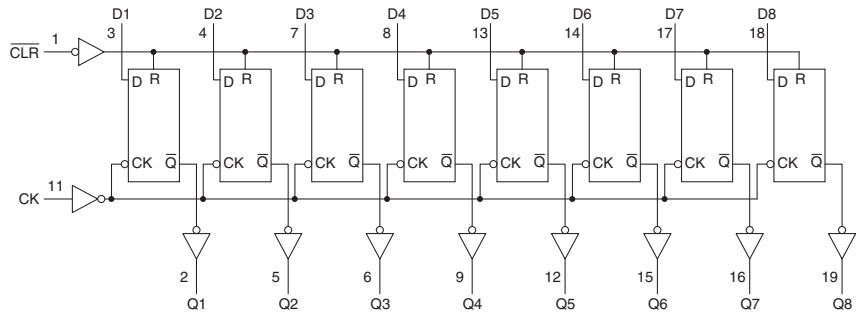 D1 D2 D3 D4 D5 D6 D7 D8
3 4 7 8 13 14 17 18
C̅L̅R̅ 1
D R D R D R D R D R D R D R D R
CK Q̅ CK Q̅ CK Q̅ CK Q̅ CK Q̅ CK Q̅ CK Q̅ CK Q̅
CK 11
2 5 6 9 12 15 16 19
Q1 Q2 Q3 Q4 Q5 Q6 Q7 Q8